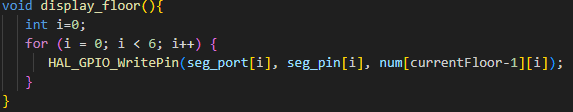 void display_floor(){
    int i=0;
    for (i = 0; i < 6; i++) {
        HAL_GPIO_WritePin(seg_port[i], seg_pin[i], num[currentFloor-1][i]);
    }
}